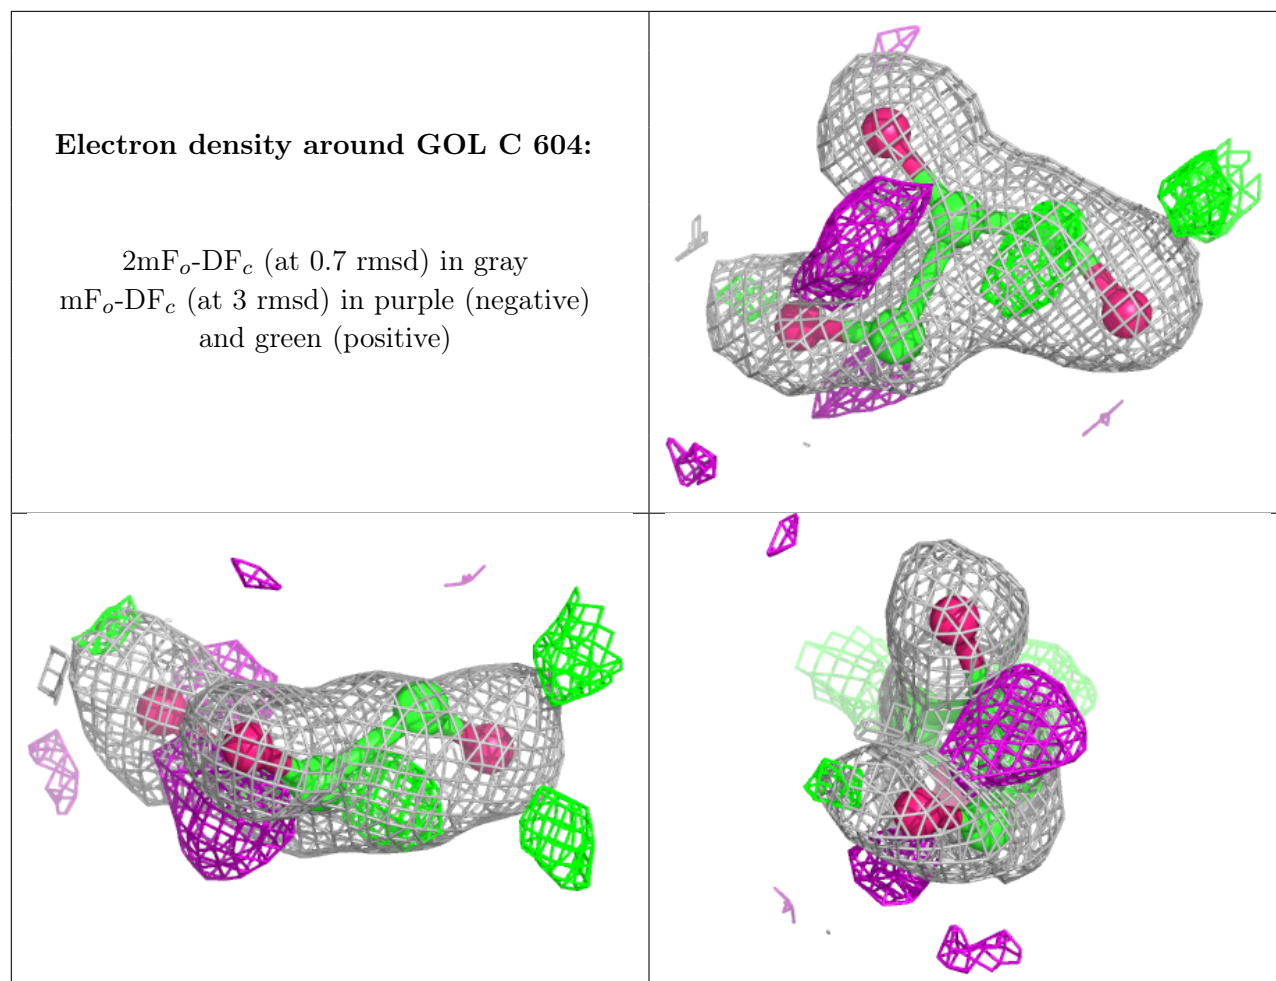 Electron density around GOL C 604:
2mFo-DFc (at 0.7 rmsd) in gray
mFo-DFc (at 3 rmsd) in purple (negative)
and green (positive)